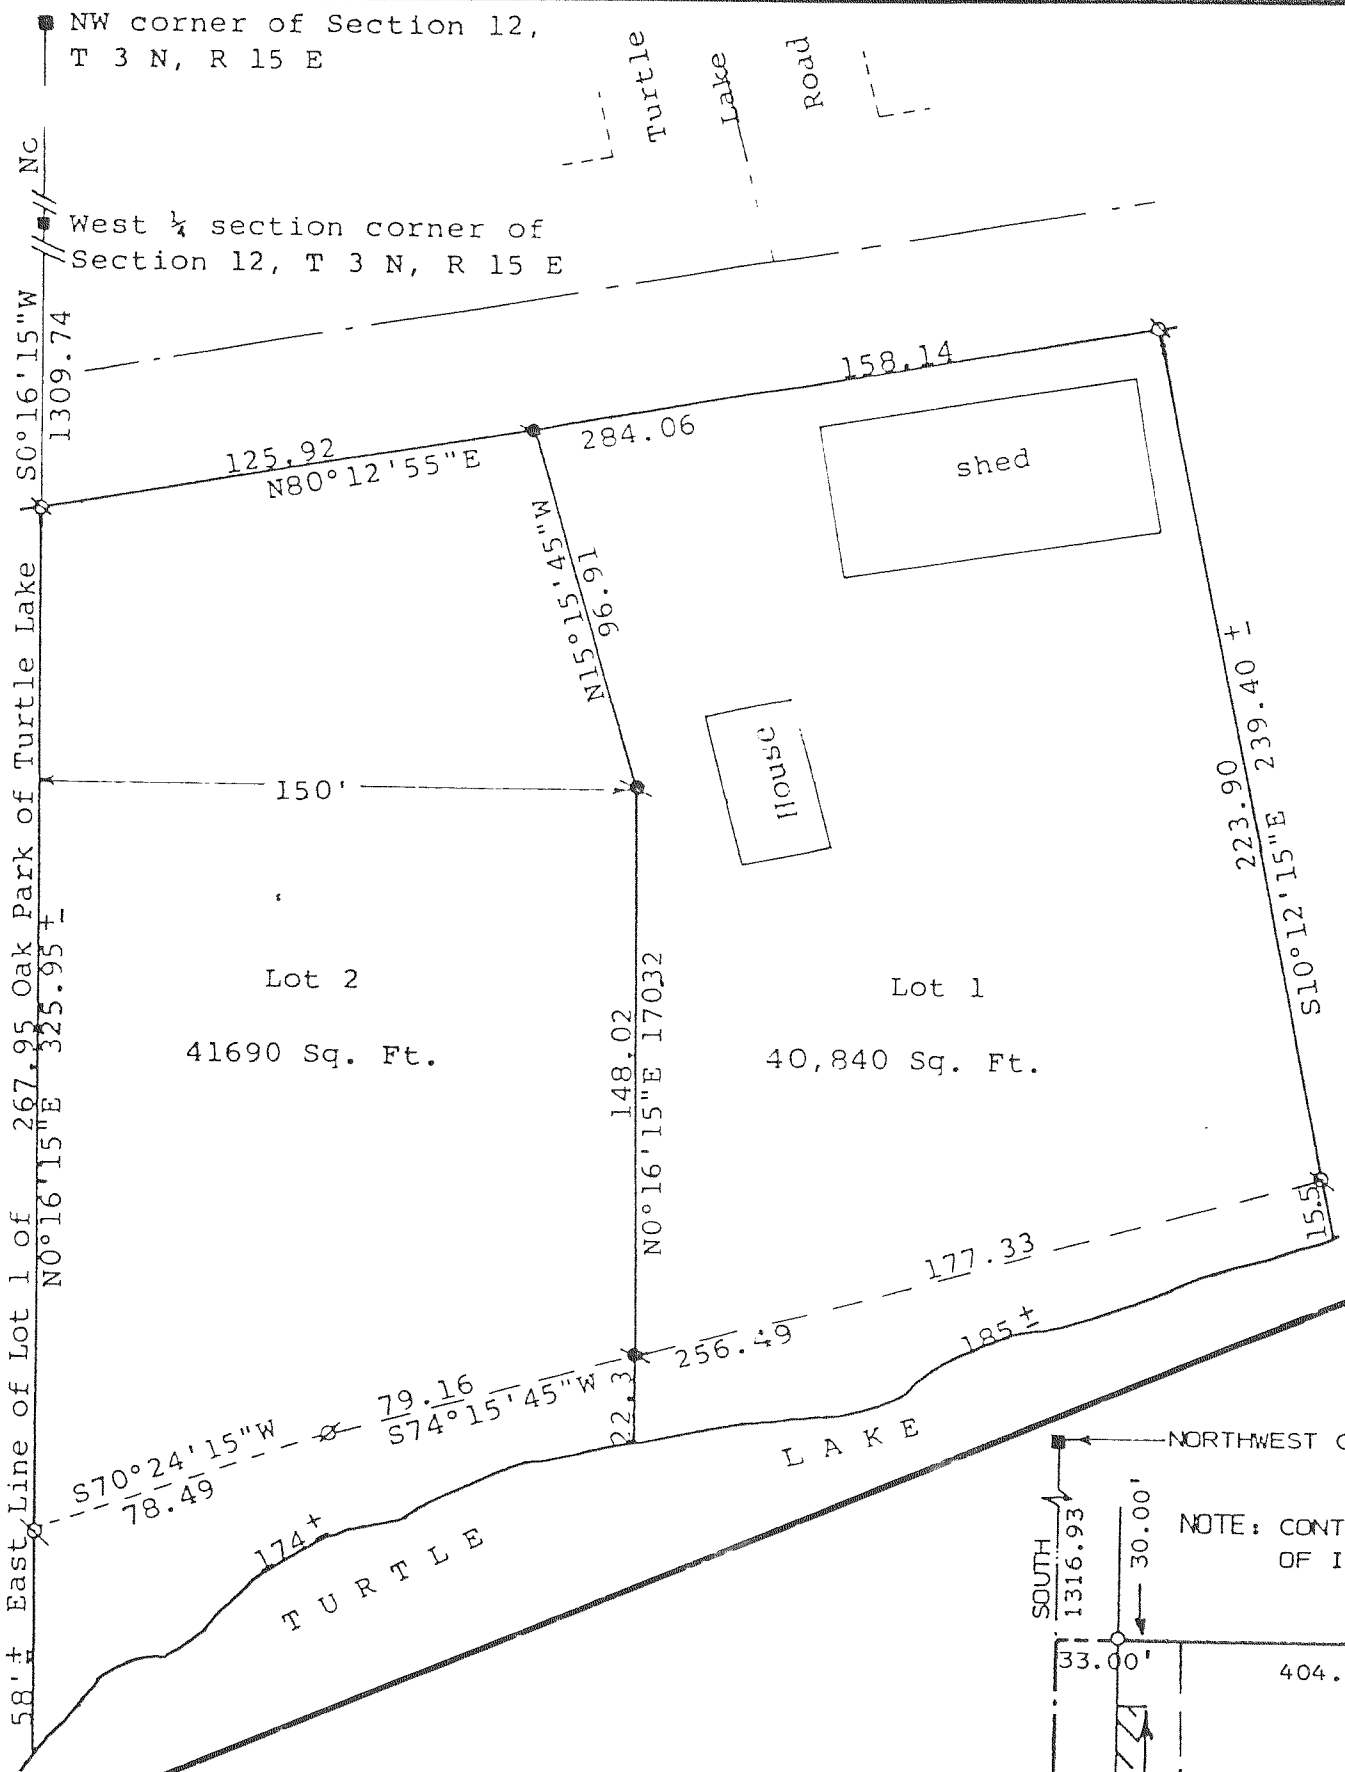 NW corner of Section 12,
T 3 N, R 15 E
Turtle
Lake
Road
West ¼ section corner of
Section 12, T 3 N, R 15 E
S0°16'15"W
1309.74
158.14
125.92
284.06
N80°12'55"E
shed
N15°15'45"W
96.91
House
150'
223.90
S10°12'15"E 239.40 ±
East Line of Lot 1 of Oak Park of Turtle Lake
267.95
N0°16'15"E 325.95 ±
Lot 2
41690 Sq. Ft.
148.02
N0°16'15"E 170.32
Lot 1
40,840 Sq. Ft.
15.5
177.33
256.49
185±
79.16
S74°15'45"W
22.3
S70°24'15"W
78.49
174±
58'±
TURTLE LAKE
NORTHWEST C
SOUTH
1316.93
30.00'
NOTE: CONT
OF I
33.00'
404.